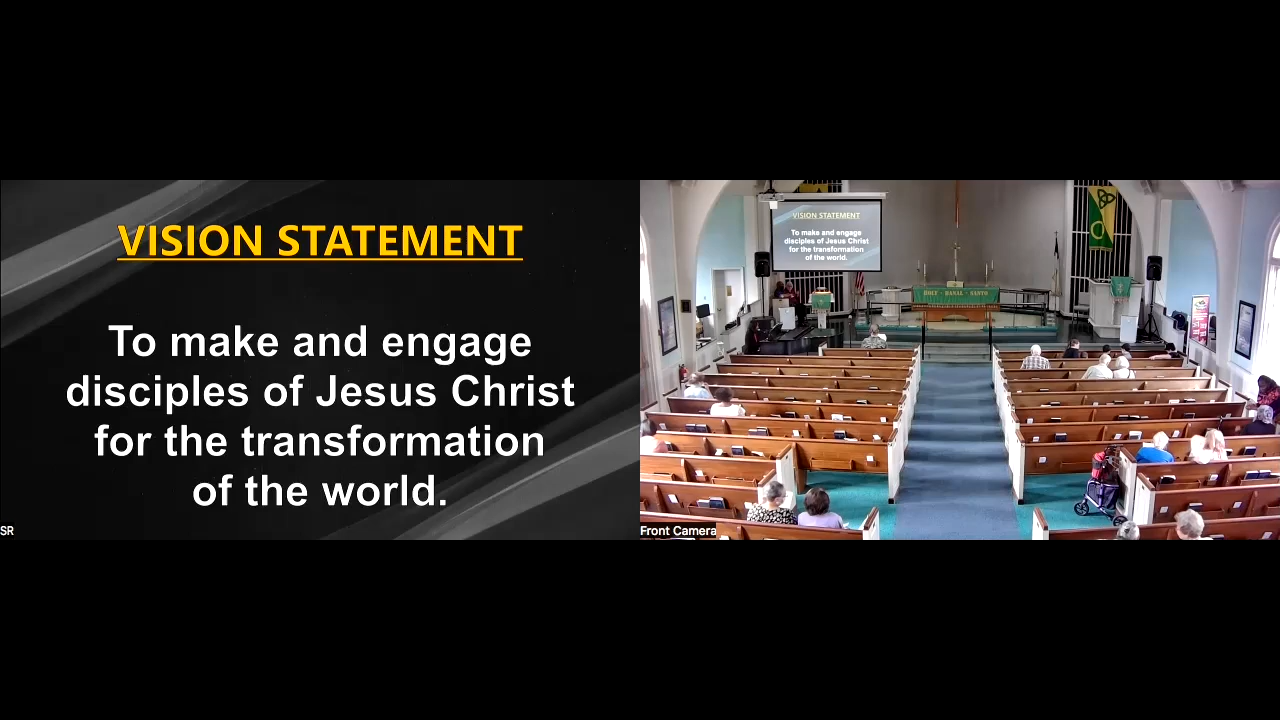 VISION STATEMENT
To make and engage
disciples of Jesus Christ
for the transformation
of the world.
SR
VISION STATEMENT
To make and engage
disciples of Jesus Christ
for the transformation
of the world.
HOLY - BANAL - SANTO
Front Camera